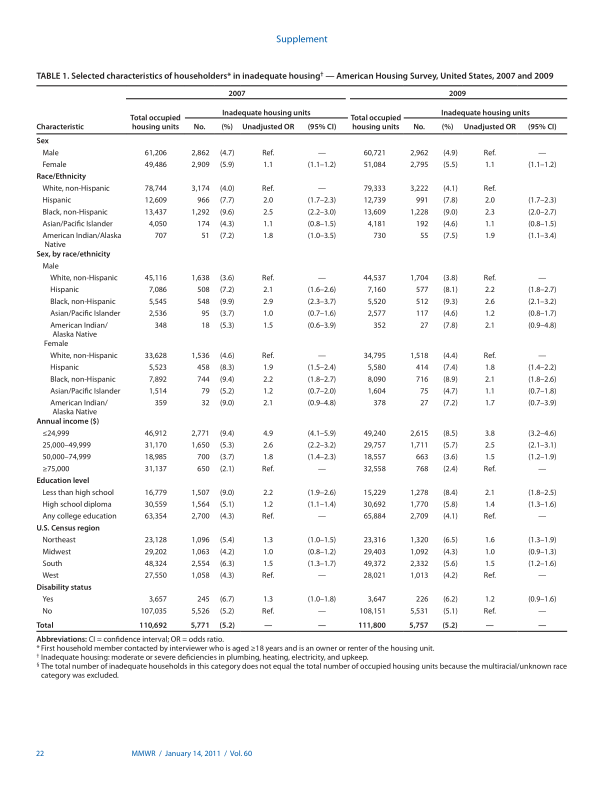 Supplement
TABLE 1. Selected characteristics of householders* in inadequate housing† — American Housing Survey, United States, 2007 and 2009
2007 2009
Inadequate housing units Inadequate housing units
Total occupied Total occupied
Characteristic housing units No. (%) Unadjusted OR (95% CI) housing units No. (%) Unadjusted OR (95% CI)
Sex
Male 61,206 2,862 (4.7) Ref. — 60,721 2,962 (4.9) Ref. —
Female 49,486 2,909 (5.9) 1.1 (1.1–1.2) 51,084 2,795 (5.5) 1.1 (1.1–1.2)
Race/Ethnicity
White, non-Hispanic 78,744 3,174 (4.0) Ref. — 79,333 3,222 (4.1) Ref.
Hispanic 12,609 966 (7.7) 2.0 (1.7–2.3) 12,739 991 (7.8) 2.0 (1.7–2.3)
Black, non-Hispanic 13,437 1,292 (9.6) 2.5 (2.2–3.0) 13,609 1,228 (9.0) 2.3 (2.0–2.7)
Asian/Pacific Islander 4,050 174 (4.3) 1.1 (0.8–1.5) 4,181 192 (4.6) 1.1 (0.8–1.5)
American Indian/Alaska 707 51 (7.2) 1.8 (1.0–3.5) 730 55 (7.5) 1.9 (1.1–3.4)
Native
Sex, by race/ethnicity
Male
White, non-Hispanic 45,116 1,638 (3.6) Ref. — 44,537 1,704 (3.8) Ref. —
Hispanic 7,086 508 (7.2) 2.1 (1.6–2.6) 7,160 577 (8.1) 2.2 (1.8–2.7)
Black, non-Hispanic 5,545 548 (9.9) 2.9 (2.3–3.7) 5,520 512 (9.3) 2.6 (2.1–3.2)
Asian/Pacific Islander 2,536 95 (3.7) 1.0 (0.7–1.6) 2,577 117 (4.6) 1.2 (0.8–1.7)
American Indian/ 348 18 (5.3) 1.5 (0.6–3.9) 352 27 (7.8) 2.1 (0.9–4.8)
Alaska Native
Female
White, non-Hispanic 33,628 1,536 (4.6) Ref. — 34,795 1,518 (4.4) Ref. —
Hispanic 5,523 458 (8.3) 1.9 (1.5–2.4) 5,580 414 (7.4) 1.8 (1.4–2.2)
Black, non-Hispanic 7,892 744 (9.4) 2.2 (1.8–2.7) 8,090 716 (8.9) 2.1 (1.8–2.6)
Asian/Pacific Islander 1,514 79 (5.2) 1.2 (0.7–2.0) 1,604 75 (4.7) 1.1 (0.7–1.8)
American Indian/ 359 32 (9.0) 2.1 (0.9–4.8) 378 27 (7.2) 1.7 (0.7–3.9)
Alaska Native
Annual income ($)
≤24,999 46,912 2,771 (9.4) 4.9 (4.1–5.9) 49,240 2,615 (8.5) 3.8 (3.2–4.6)
25,000–49,999 31,170 1,650 (5.3) 2.6 (2.2–3.2) 29,757 1,711 (5.7) 2.5 (2.1–3.1)
50,000–74,999 18,985 700 (3.7) 1.8 (1.4–2.3) 18,557 663 (3.6) 1.5 (1.2–1.9)
≥75,000 31,137 650 (2.1) Ref. — 32,558 768 (2.4) Ref. —
Education level
Less than high school 16,779 1,507 (9.0) 2.2 (1.9–2.6) 15,229 1,278 (8.4) 2.1 (1.8–2.5)
High school diploma 30,559 1,564 (5.1) 1.2 (1.1–1.4) 30,692 1,770 (5.8) 1.4 (1.3–1.6)
Any college education 63,354 2,700 (4.3) Ref. — 65,884 2,709 (4.1) Ref. —
U.S. Census region
Northeast 23,128 1,096 (5.4) 1.3 (1.0–1.5) 23,316 1,320 (6.5) 1.6 (1.3–1.9)
Midwest 29,202 1,063 (4.2) 1.0 (0.8–1.2) 29,403 1,092 (4.3) 1.0 (0.9–1.3)
South 48,324 2,554 (6.3) 1.5 (1.3–1.7) 49,372 2,332 (5.6) 1.5 (1.2–1.6)
West 27,550 1,058 (4.3) Ref. — 28,021 1,013 (4.2) Ref. —
Disability status
Yes 3,657 245 (6.7) 1.3 (1.0–1.8) 3,647 226 (6.2) 1.2 (0.9–1.6)
No 107,035 5,526 (5.2) Ref. — 108,151 5,531 (5.1) Ref. —
Total 110,692 5,771 (5.2) — — 111,800 5,757 (5.2) — —
Abbreviations: CI = confidence interval; OR = odds ratio.
* First household member contacted by interviewer who is aged ≥18 years and is an owner or renter of the housing unit.
† Inadequate housing: moderate or severe deficiencies in plumbing, heating, electricity, and upkeep.
§ The total number of inadequate households in this category does not equal the total number of occupied housing units because the multiracial/unknown race
category was excluded.
22 MMWR / January 14, 2011 / Vol. 60